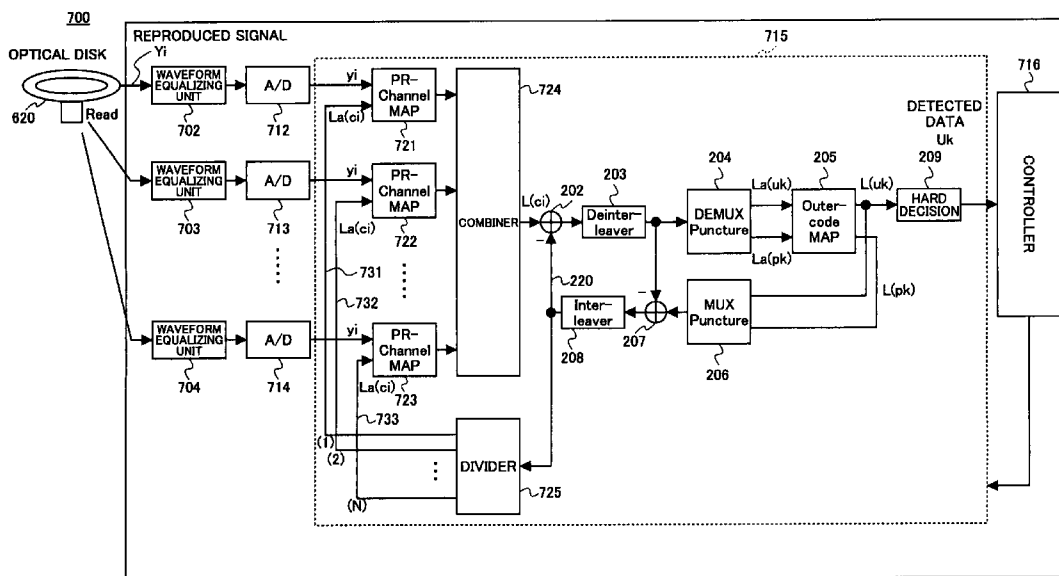 700
REPRODUCED SIGNAL
OPTICAL DISK
Yi
620
Read
WAVEFORM
EQUALIZING
UNIT
702
A/D
712
yi
La(ci)
PR-
Channel
MAP
721
WAVEFORM
EQUALIZING
UNIT
703
A/D
713
yi
La(ci)
PR-
Channel
MAP
722
731
732
WAVEFORM
EQUALIZING
UNIT
704
A/D
714
yi
La(ci)
PR-
Channel
MAP
723
733
(1)
(2)
(N)
COMBINER
724
DIVIDER
725
715
L(ci)
202
−
203
Deinter-
leaver
204
DEMUX
Puncture
La(uk)
La(pk)
205
Outer-
code
MAP
L(uk)
DETECTED
DATA
Uk
209
HARD
DECISION
716
CONTROLLER
220
Inter-
leaver
208
−
207
MUX
Puncture
206
L(pk)